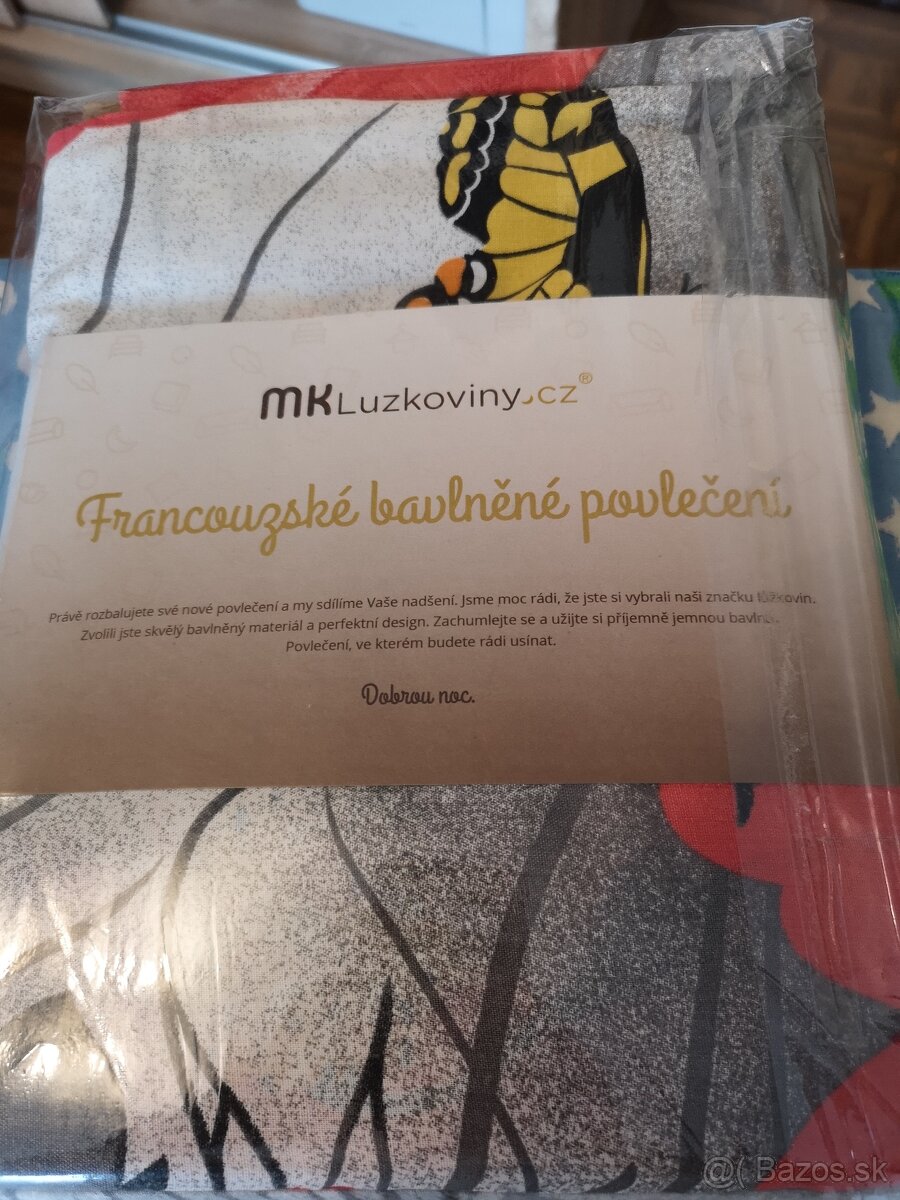 MKLuzkoviny.cz®
Francouzské bavlněné povlečení
Právě rozbalujete své nové povlečení a my sdílíme Vaše nadšení. Jsme moc rádi, že jste si vybrali naši značku lůžkovin.
Zvolili jste skvělý bavlněný materiál a perfektní design. Zachumlejte se a užijte si příjemně jemnou bavlnu.
Povlečení, ve kterém budete rádi usínat.
Dobrou noc.
@( Bazos.sk